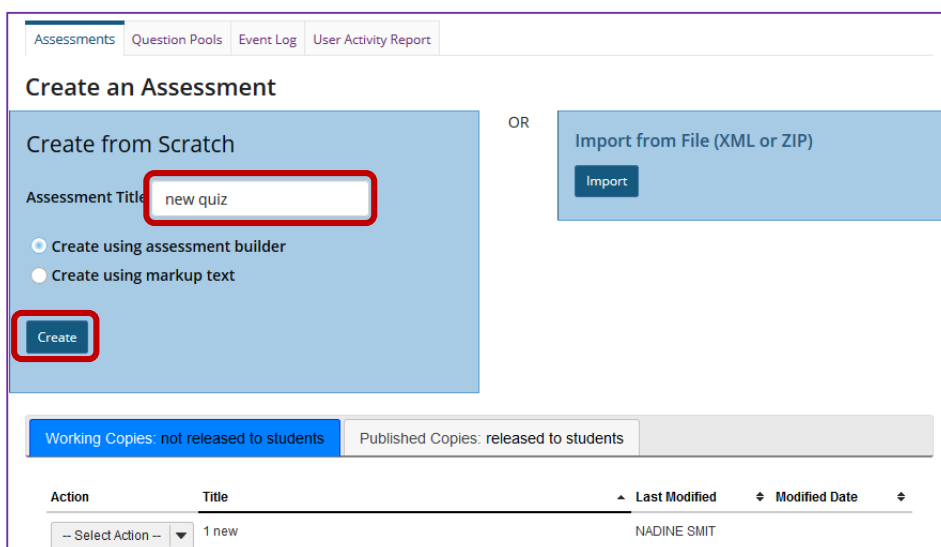 Assessments Question Pools Event Log User Activity Report
Create an Assessment
Create from Scratch
Assessment Title new quiz
Create using assessment builder
Create using markup text
Create
OR
Import from File (XML or ZIP)
Import
Working Copies: not released to students Published Copies: released to students
Action Title Last Modified Modified Date
-- Select Action -- 1 new NADINE SMIT